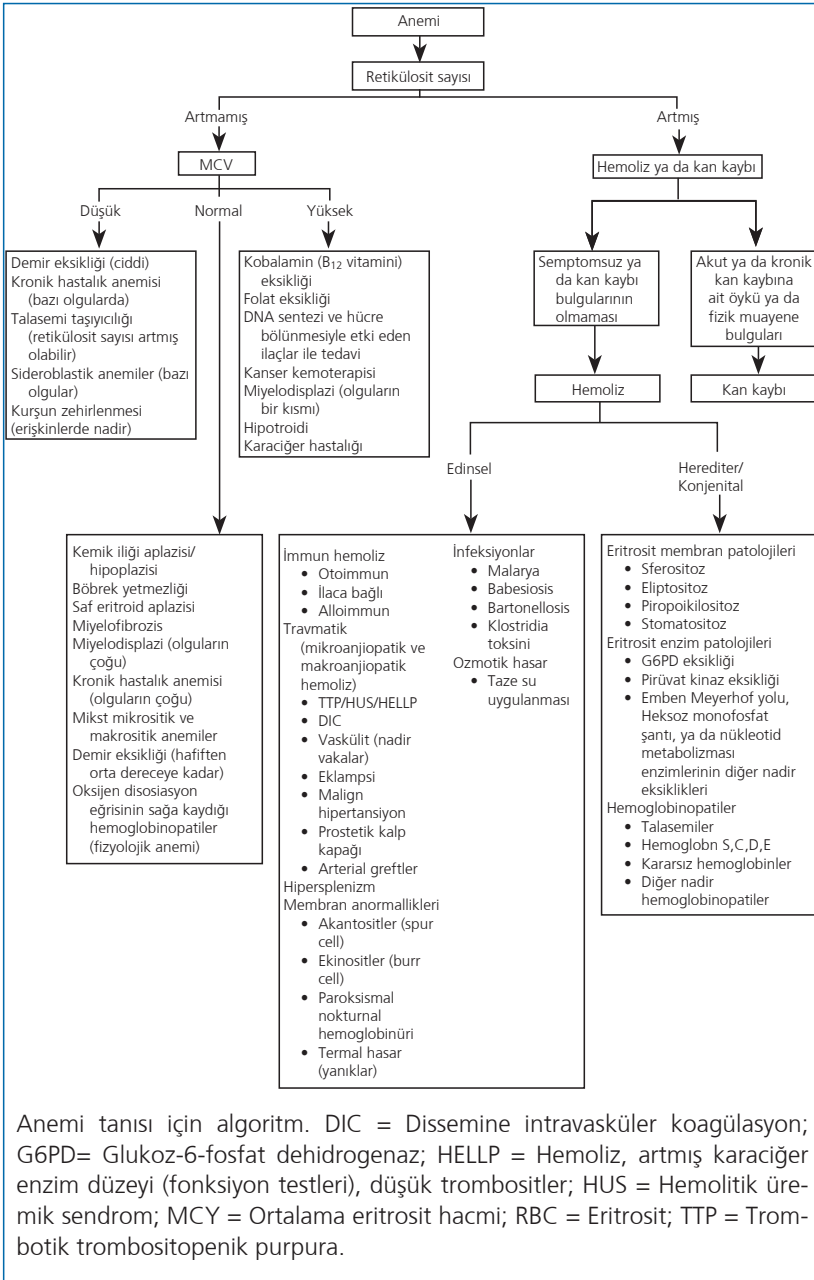 Anemi
Retikülosit sayısı
Artmamış
Artmış
MCV
Hemoliz ya da kan kaybı
Düşük
Normal
Yüksek
Demir eksikliği (ciddi)
Kronik hastalık anemisi
(bazı olgularda)
Talasemi taşıyıcılığı
(retikülosit sayısı artmış
olabilir)
Sideroblastik anemiler (bazı
olgular)
Kurşun zehirlenmesi
(erişkinlerde nadir)
Kobalamin (B₁₂ vitamini)
eksikliği
Folat eksikliği
DNA sentezi ve hücre
bölünmesiyle etki eden
ilaçlar ile tedavi
Kanser kemoterapisi
Miyelodisplazi (olguların
bir kısmı)
Hipotroidi
Karaciğer hastalığı
Semptomsuz ya
da kan kaybı
bulgularının
olmaması
Akut ya da kronik
kan kaybına
ait öykü ya da
fizik muayene
bulguları
Hemoliz
Kan kaybı
Edinsel
Herediter/
Konjenital
Kemik iliği aplazisi/
hipoplazisi
Böbrek yetmezliği
Saf eritroid aplazisi
Miyelofibrozis
Miyelodisplazi (olguların
çoğu)
Kronik hastalık anemisi
(olguların çoğu)
Mikst mikrositik ve
makrositik anemiler
Demir eksikliği (hafiften
orta dereceye kadar)
Oksijen disosiasyon
eğrisinin sağa kaydığı
hemoglobinopatiler
(fizyolojik anemi)
İmmun hemoliz
• Otoimmun
• İlaca bağlı
• Alloimmun
Travmatik
(mikroanjiopatik ve
makroanjiopatik
hemoliz)
• TTP/HUS/HELLP
• DIC
• Vaskülit (nadir
vakalar)
• Eklampsi
• Malign
hipertansiyon
• Prostetik kalp
kapağı
• Arterial greftler
Hipersplenizm
Membran anormallikleri
• Akantositler (spur
cell)
• Ekinositler (burr
cell)
• Paroksismal
nokturnal
hemoglobinüri
• Termal hasar
(yanıklar)
İnfeksiyonlar
• Malarya
• Babesiosis
• Bartonellosis
• Klostridia
toksini
Ozmotik hasar
• Taze su
uygulanması
Eritrosit membran patolojileri
• Sferositoz
• Eliptositoz
• Piropoikilositoz
• Stomatositoz
Eritrosit enzim patolojileri
• G6PD eksikliği
• Pirüvat kinaz eksikliği
• Emben Meyerhof yolu,
Heksoz monofosfat
şantı, ya da nükleotid
metabolizması
enzimlerinin diğer nadir
eksiklikleri
Hemoglobinopatiler
• Talasemiler
• Hemoglobn S,C,D,E
• Kararsız hemoglobinler
• Diğer nadir
hemoglobinopatiler
Anemi tanısı için algoritm. DIC = Dissemine intravasküler koagülasyon;
G6PD= Glukoz-6-fosfat dehidrogenaz; HELLP = Hemoliz, artmış karaciğer
enzim düzeyi (fonksiyon testleri), düşük trombositler; HUS = Hemolitik üre-
mik sendrom; MCY = Ortalama eritrosit hacmi; RBC = Eritrosit; TTP = Trom-
botik trombositopenik purpura.